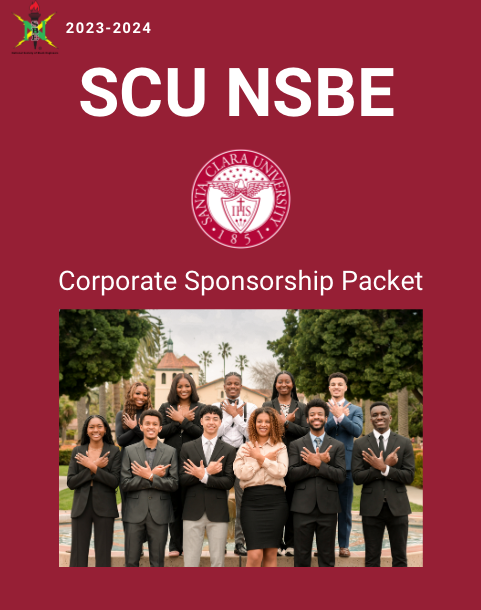 2023-2024
SCU NSBE
SANTA CLARA UNIVERSITY
IHS
1851
Corporate Sponsorship Packet